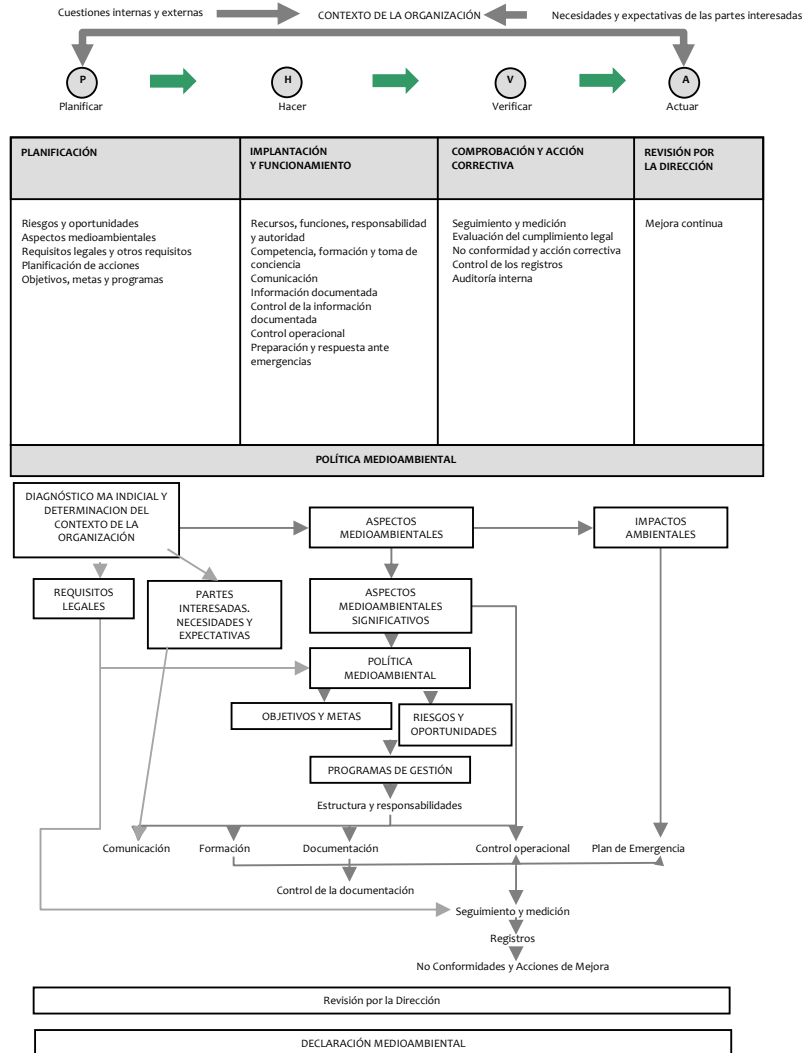 Cuestiones internas y externas
CONTEXTO DE LA ORGANIZACIÓN
Necesidades y expectativas de las partes interesadas
P
H
V
A
Planificar
Hacer
Verificar
Actuar
PLANIFICACIÓN
IMPLANTACIÓN
Y FUNCIONAMIENTO
COMPROBACIÓN Y ACCIÓN
CORRECTIVA
REVISIÓN POR
LA DIRECCIÓN
Riesgos y oportunidades
Aspectos medioambientales
Requisitos legales y otros requisitos
Planificación de acciones
Objetivos, metas y programas
Recursos, funciones, responsabilidad
y autoridad
Competencia, formación y toma de
conciencia
Comunicación
Información documentada
Control de la información
documentada
Control operacional
Preparación y respuesta ante
emergencias
Seguimiento y medición
Evaluación del cumplimiento legal
No conformidad y acción correctiva
Control de los registros
Auditoría interna
Mejora continua
POLÍTICA MEDIOAMBIENTAL
DIAGNÓSTICO MA INDICIAL Y
DETERMINACION DEL
CONTEXTO DE LA
ORGANIZACIÓN
ASPECTOS
MEDIOAMBIENTALES
IMPACTOS
AMBIENTALES
REQUISITOS
LEGALES
PARTES
INTERESADAS.
NECESIDADES Y
EXPECTATIVAS
ASPECTOS
MEDIOAMBIENTALES
SIGNIFICATIVOS
POLÍTICA
MEDIOAMBIENTAL
OBJETIVOS Y METAS
RIESGOS Y
OPORTUNIDADES
PROGRAMAS DE GESTIÓN
Estructura y responsabilidades
Comunicación
Formación
Documentación
Control operacional
Plan de Emergencia
Control de la documentación
Seguimiento y medición
Registros
No Conformidades y Acciones de Mejora
Revisión por la Dirección
DECLARACIÓN MEDIOAMBIENTAL